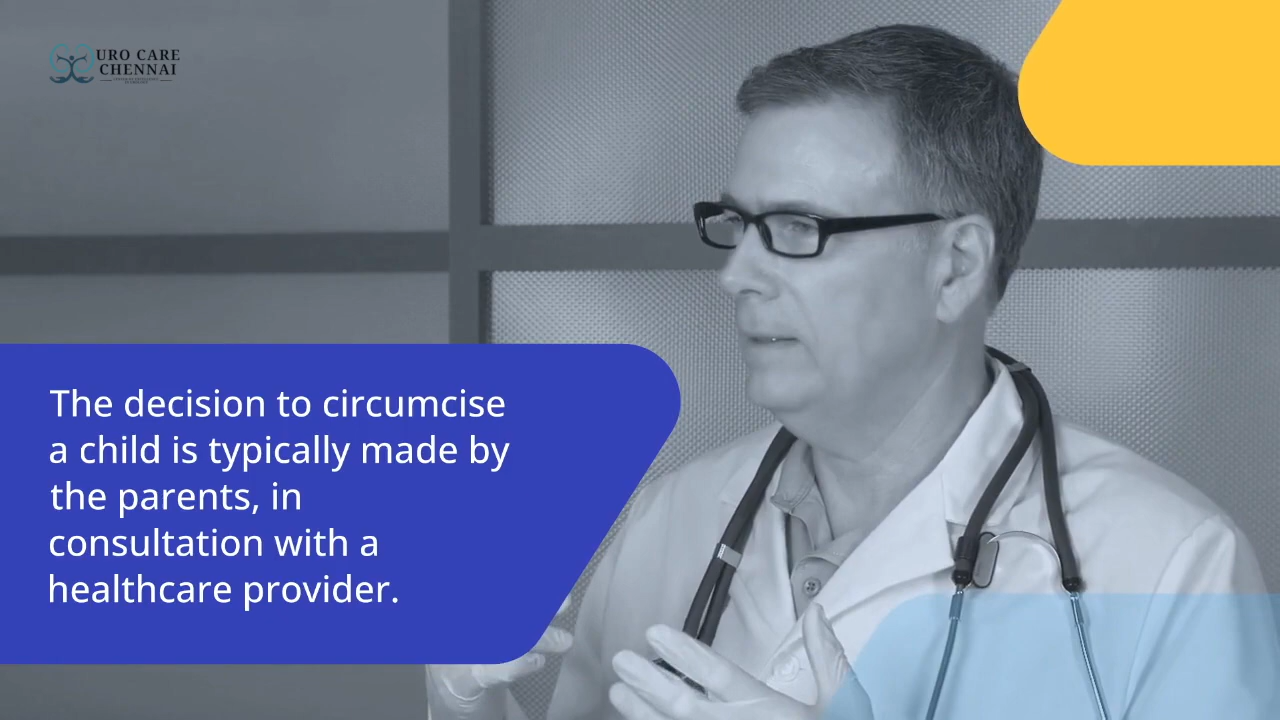 URO CARE
CHENNAI
The decision to circumcise
a child is typically made by
the parents, in
consultation with a
healthcare provider.